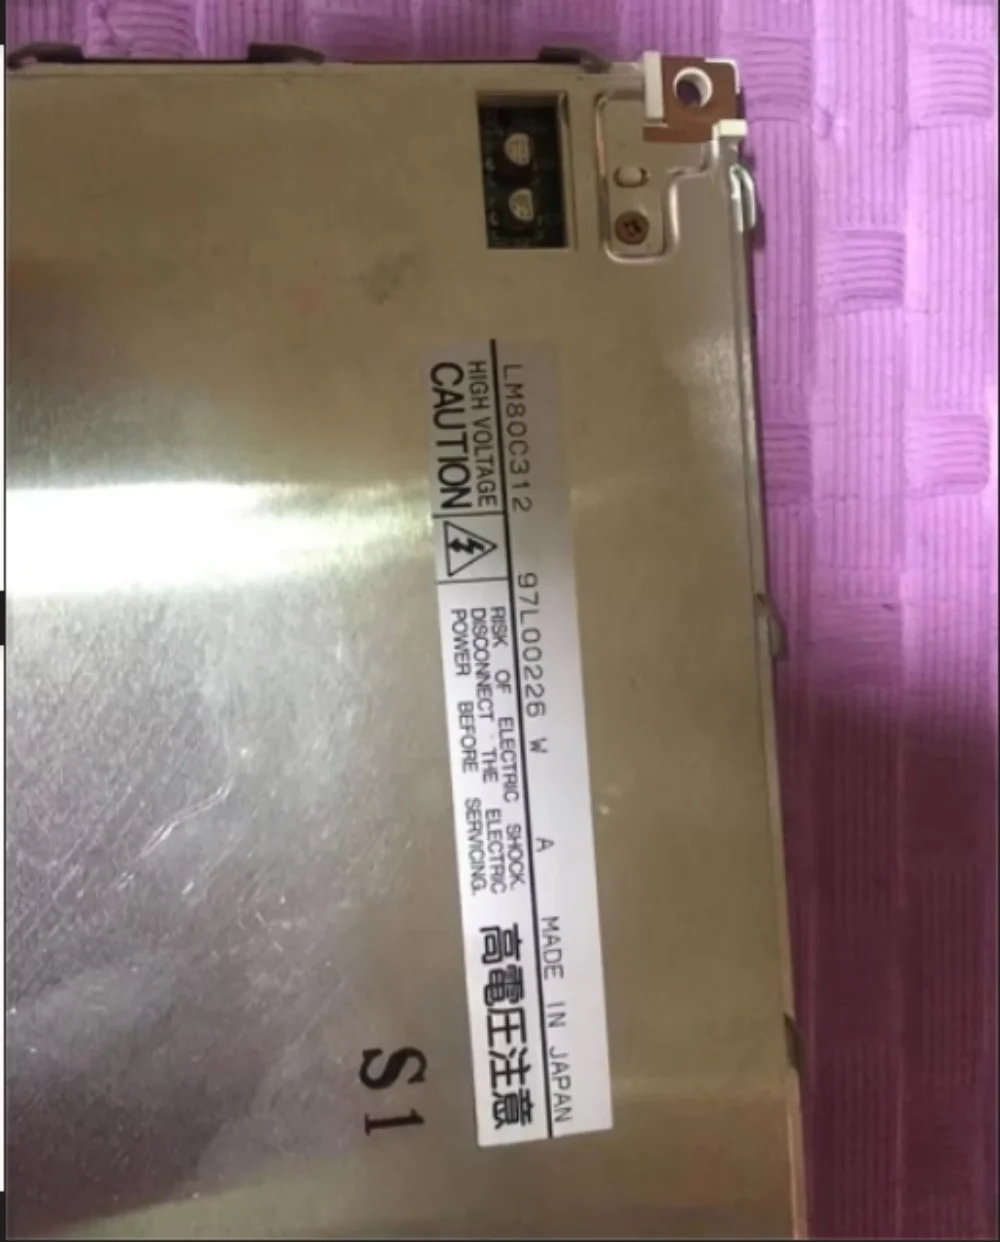 LM80C312 97L00226 W A MADE IN JAPAN
HIGH VOLTAGE
CAUTION
RISK OF ELECTRIC SHOCK.
DISCONNECT THE ELECTRIC
POWER BEFORE SERVICING.
高電圧注意
S1